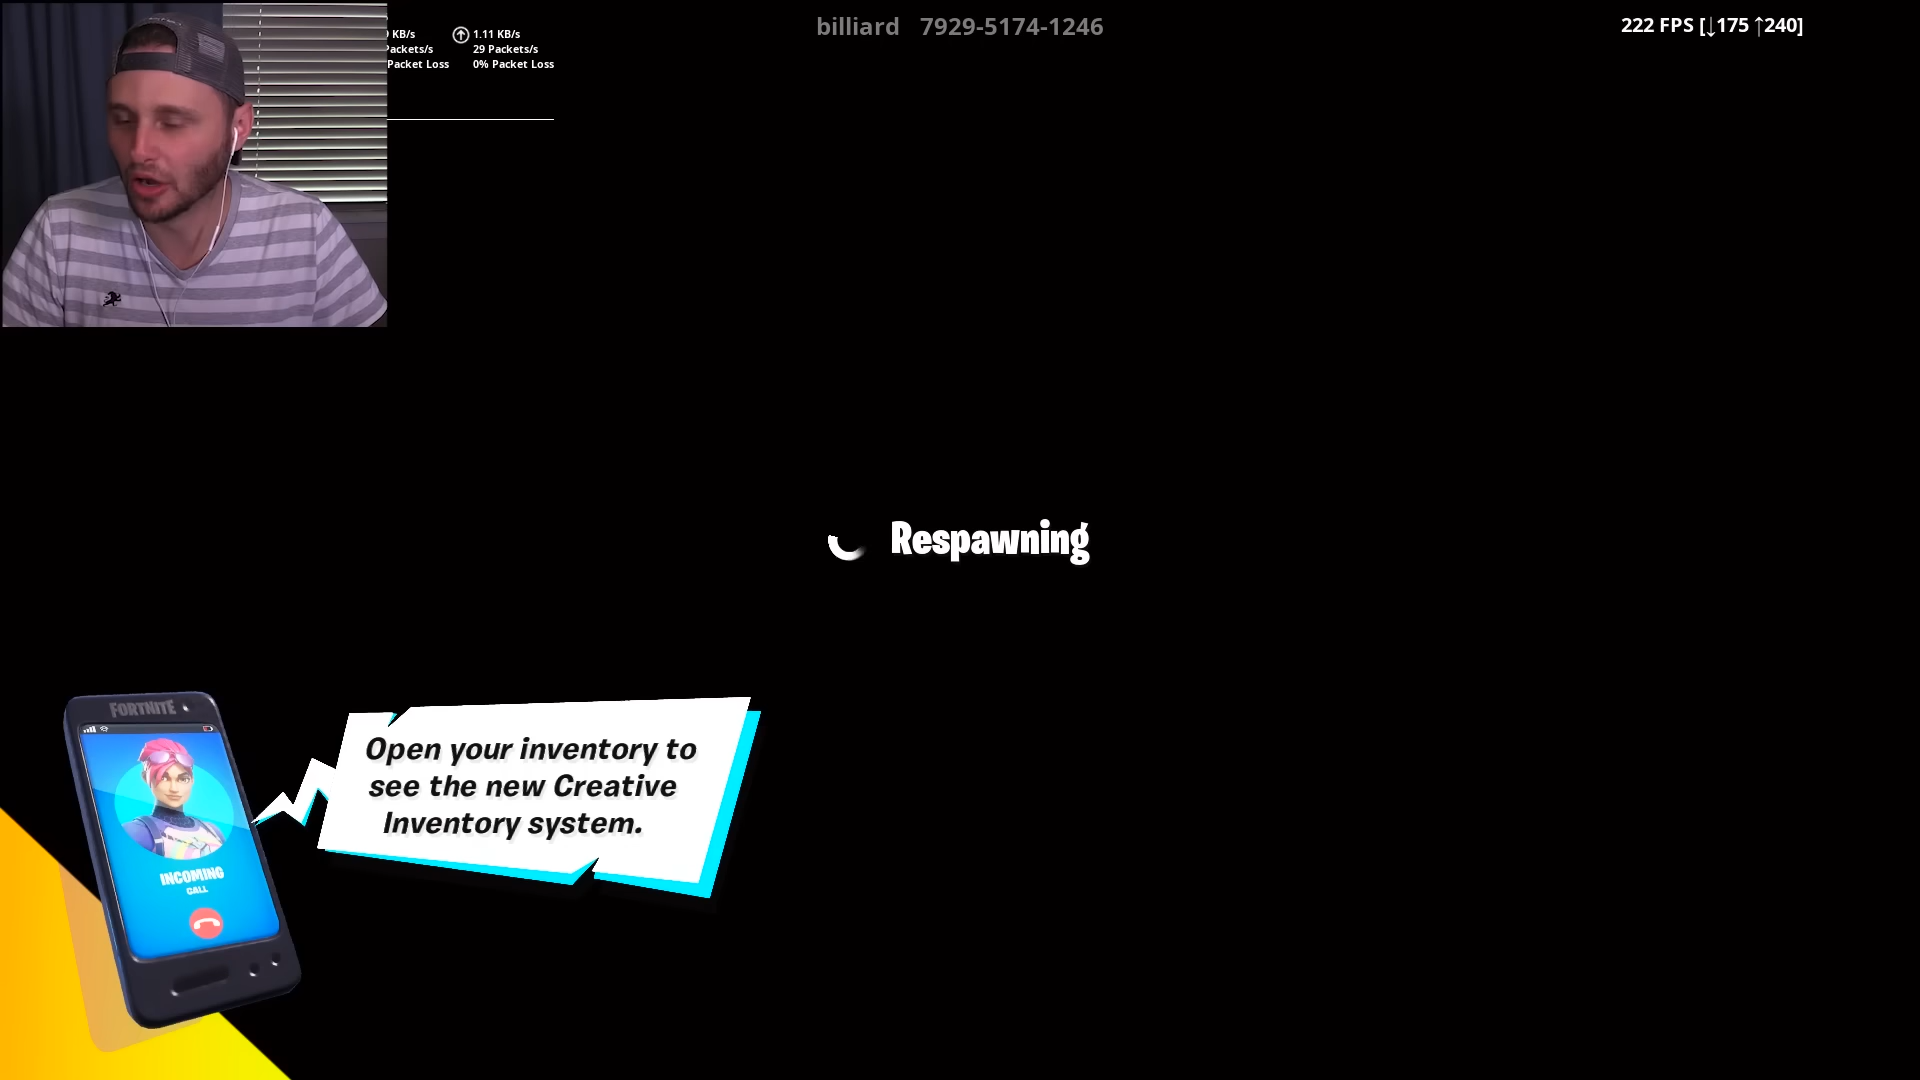 KB/s
1.11 KB/s
Packets/s
29 Packets/s
Packet Loss
0% Packet Loss
billiard 7929-5174-1246
222 FPS [↓175 ↑240]
Respawning
FORTNITE
INCOMING
CALL
Open your inventory to
see the new Creative
Inventory system.